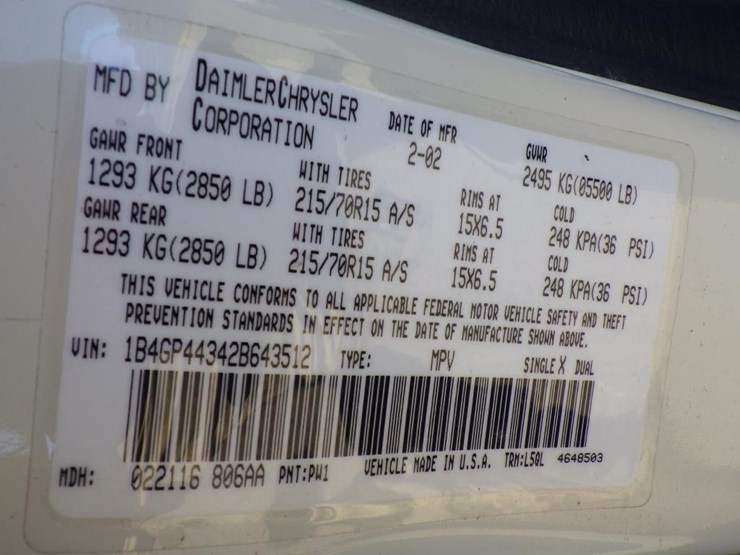 MFD BY DAIMLERCHRYSLER CORPORATION DATE OF MFR 2-02 GVWR 2495 KG(05500 LB)
GAWR FRONT WITH TIRES RIMS AT COLD
1293 KG(2850 LB) 215/70R15 A/S 15X6.5 248 KPA(36 PSI)
GAWR REAR WITH TIRES RIMS AT COLD
1293 KG(2850 LB) 215/70R15 A/S 15X6.5 248 KPA(36 PSI)
THIS VEHICLE CONFORMS TO ALL APPLICABLE FEDERAL MOTOR VEHICLE SAFETY AND THEFT
PREVENTION STANDARDS IN EFFECT ON THE DATE OF MANUFACTURE SHOWN ABOVE.
VIN: 1B4GP44342B643512 TYPE: MPV SINGLE X DUAL
MDH: 022116 806AA PNT:PW1 VEHICLE MADE IN U.S.A. TRM:L5QL 4648503